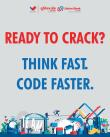 READY TO CRACK?
THINK FAST.
CODE FASTER.